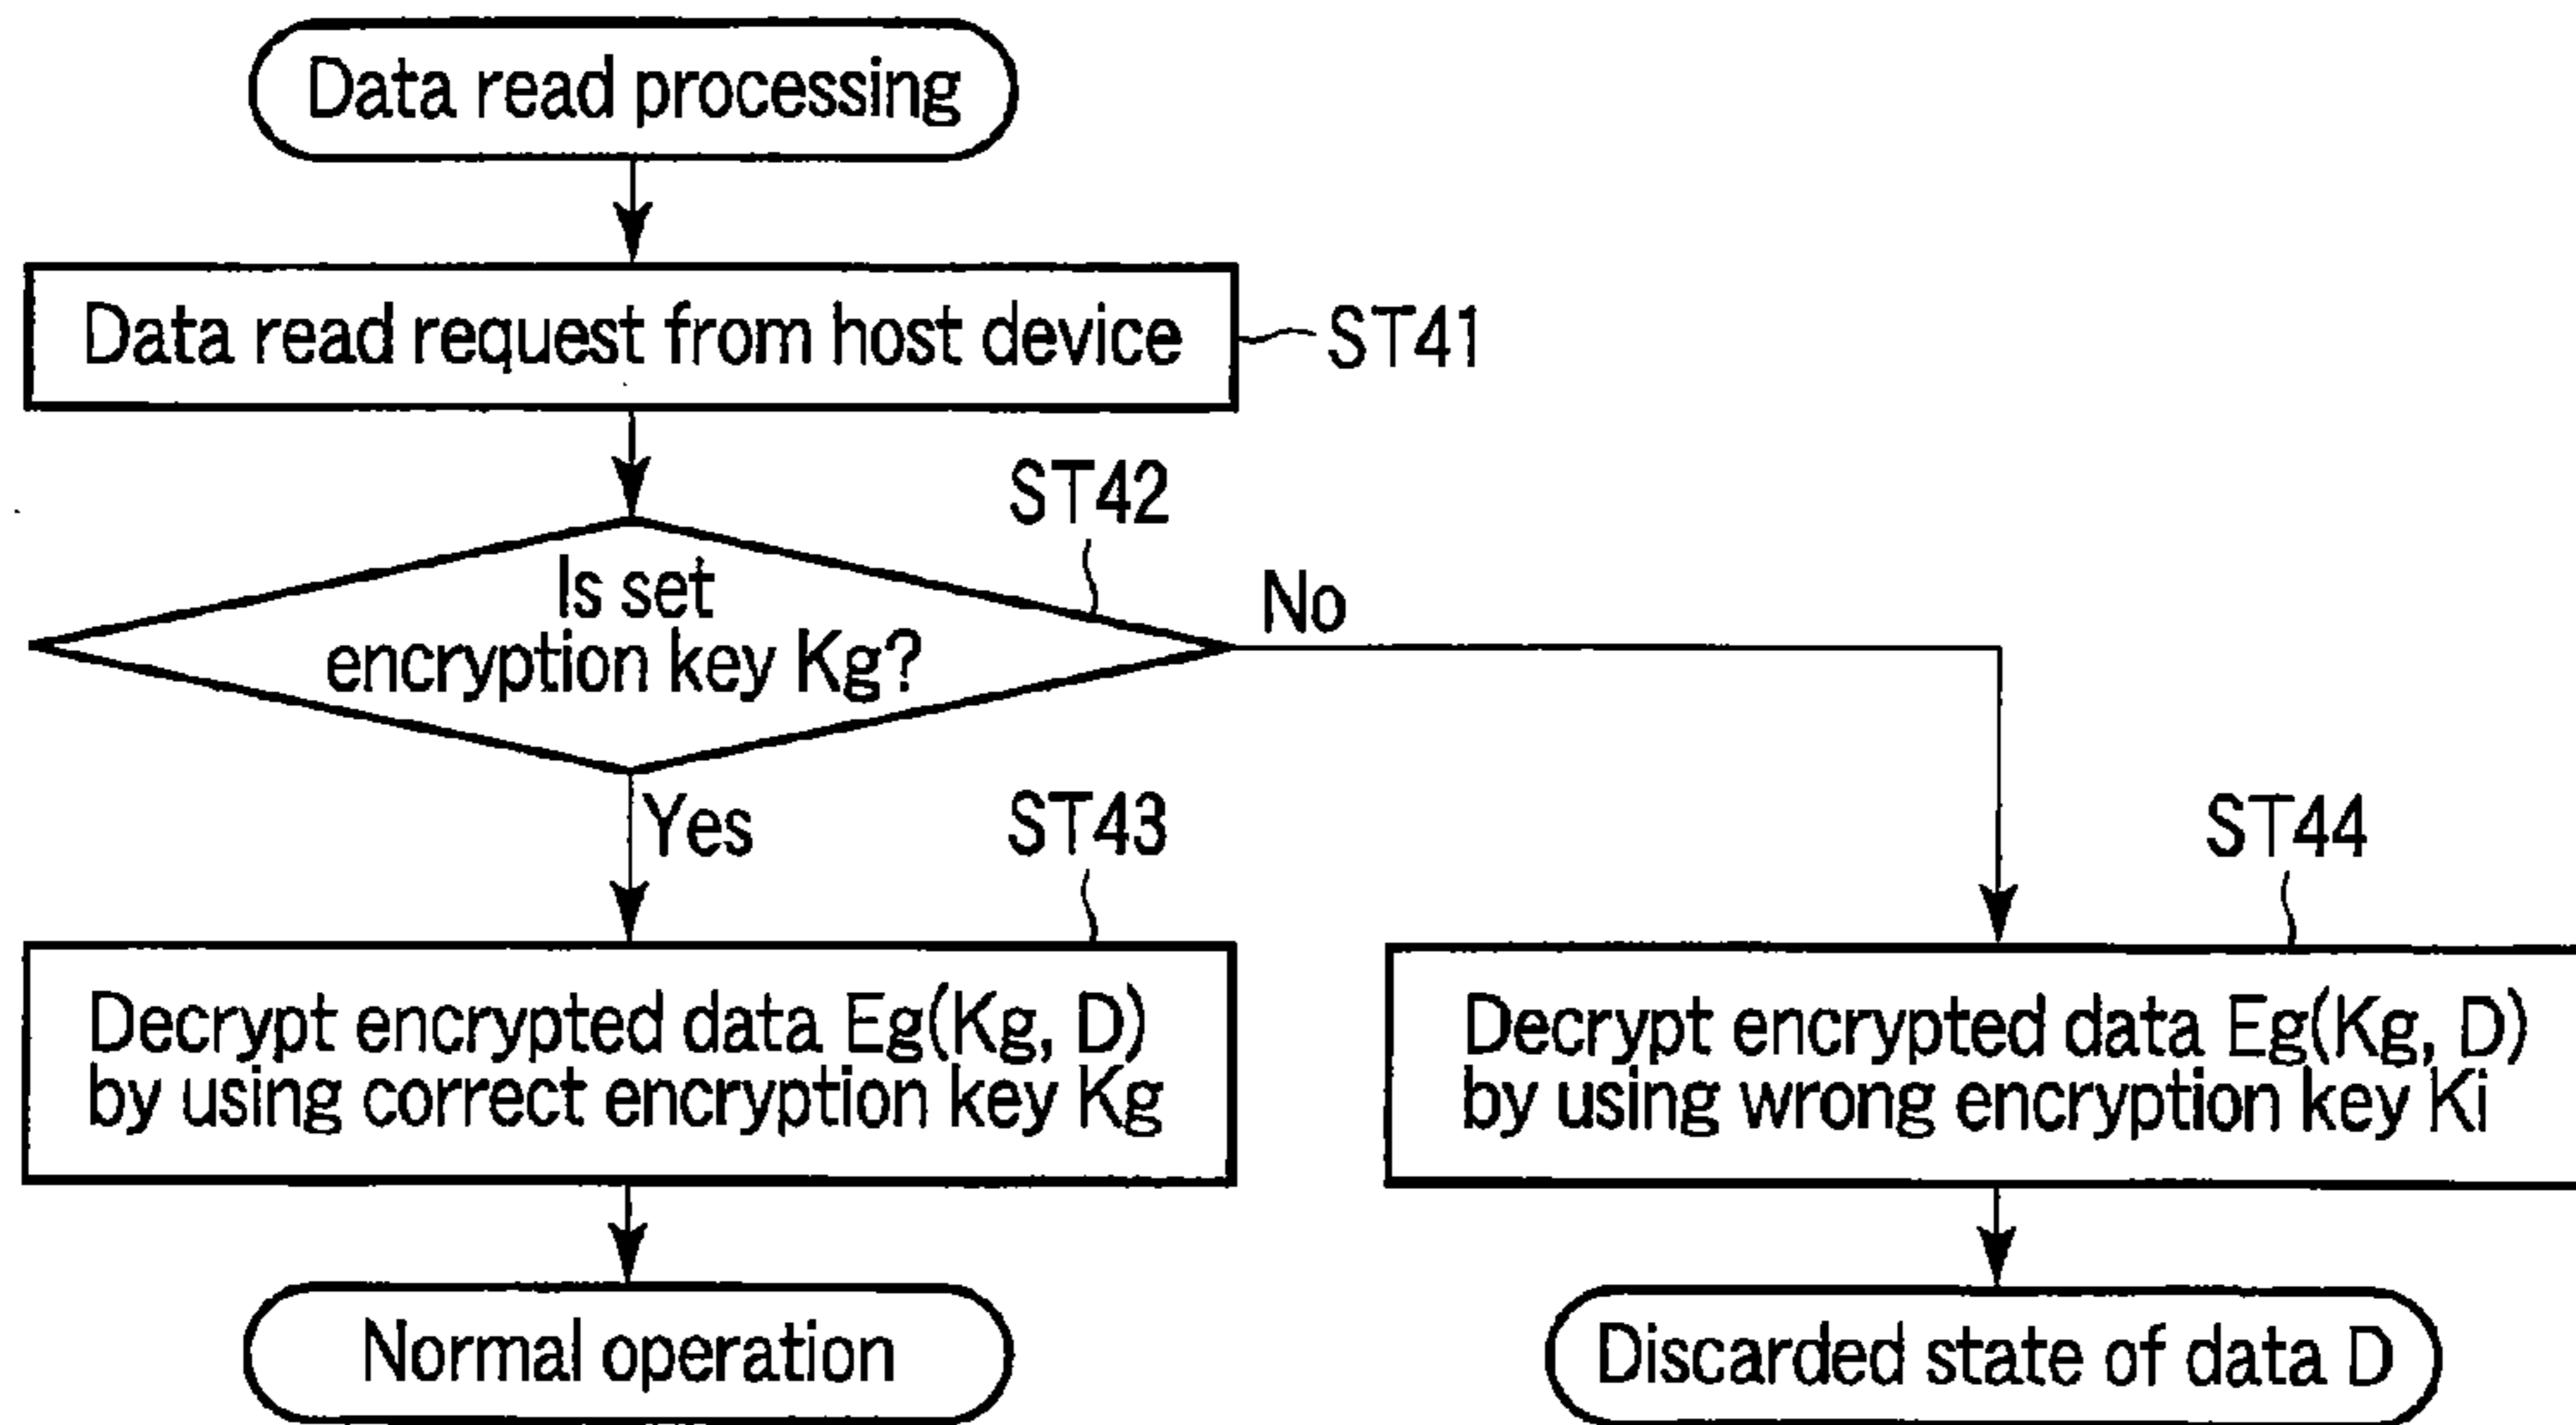 Data read processing
Data read request from host device
ST41
ST42
Is set
encryption key Kg?
No
Yes
ST43
ST44
Decrypt encrypted data Eg(Kg, D)
by using correct encryption key Kg
Decrypt encrypted data Eg(Kg, D)
by using wrong encryption key Ki
Normal operation
Discarded state of data D